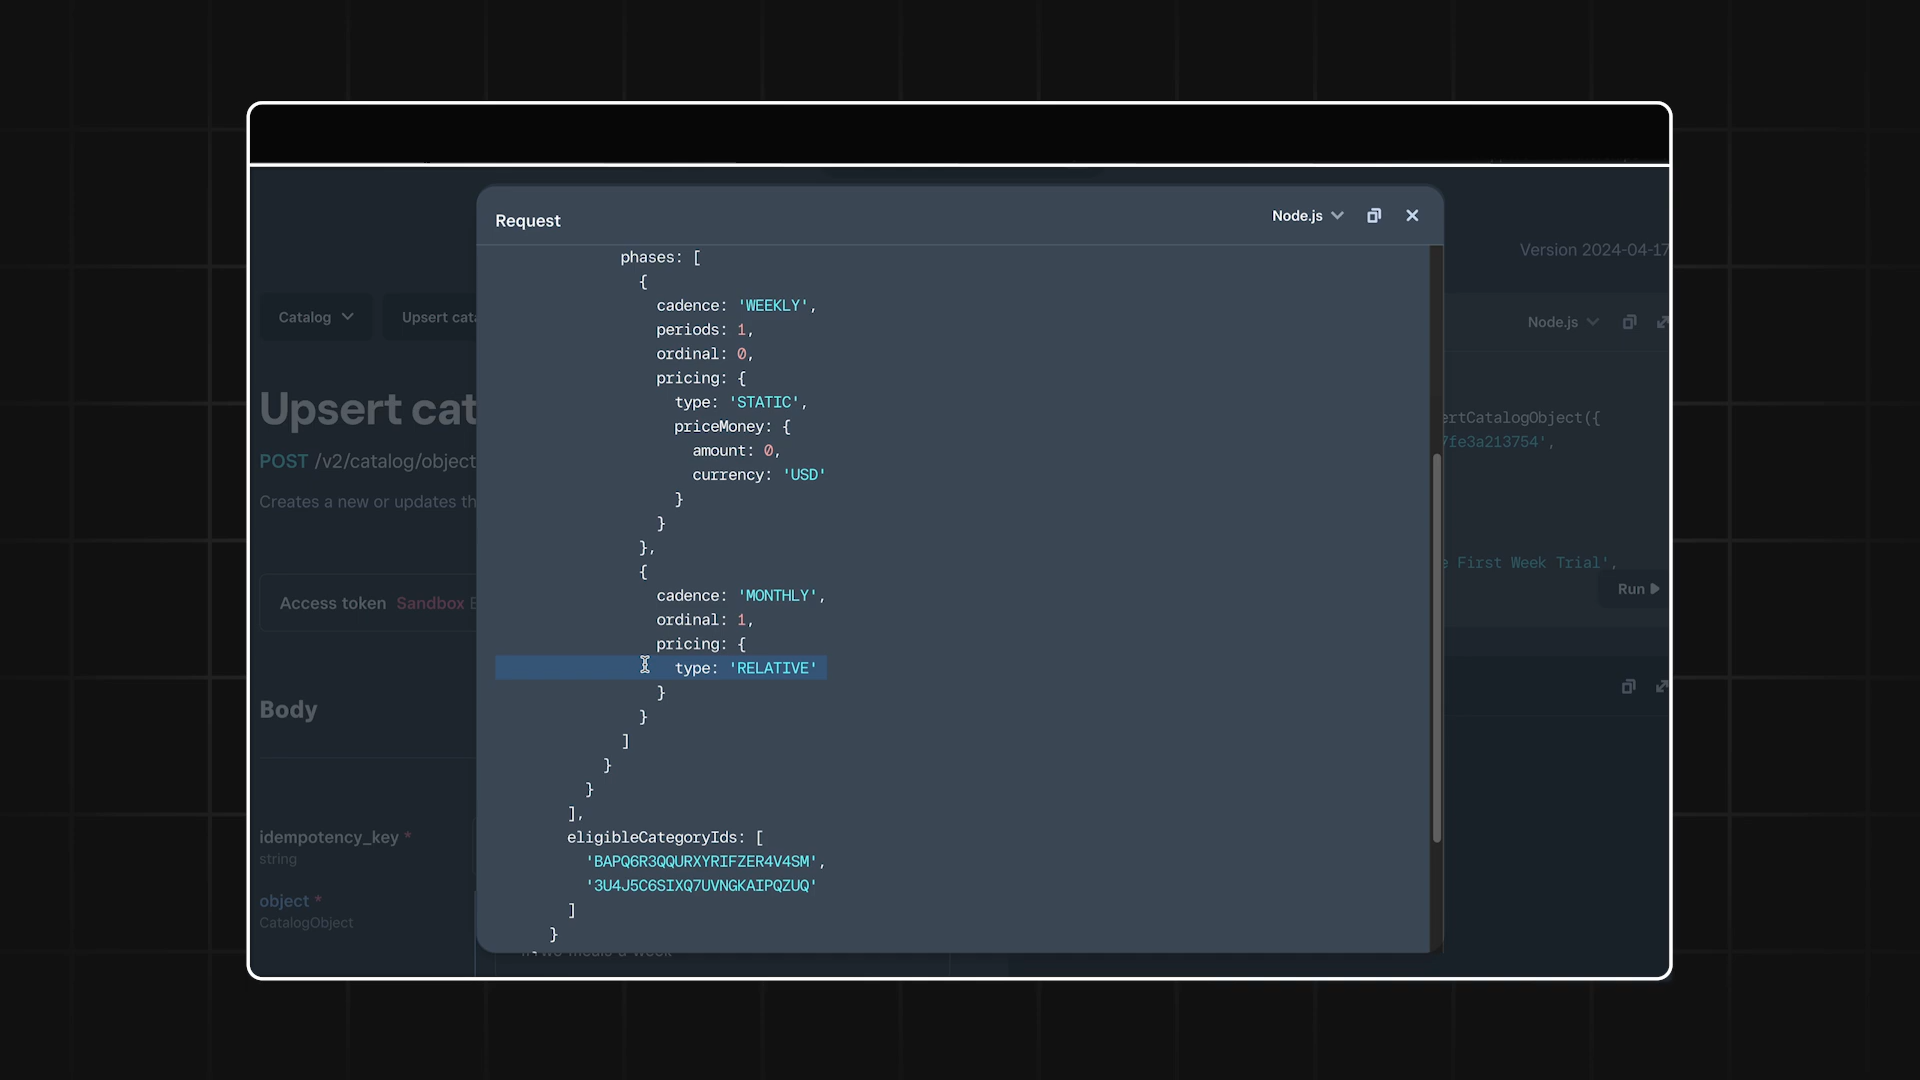 Request
Node.js
phases: [
{
cadence: 'WEEKLY',
periods: 1,
ordinal: 0,
pricing: {
type: 'STATIC',
priceMoney: {
amount: 0,
currency: 'USD'
}
}
},
{
cadence: 'MONTHLY',
ordinal: 1,
pricing: {
type: 'RELATIVE'
}
}
]
}
}
],
eligibleCategoryIds: [
'BAPQ6R3QQURXYRIFZER4V4SM',
'3U4J5C6SIXQ7UVNGKAIPQZUQ'
]
}
Version 2024-04-17
Catalog
Upsert cat
Node.js
Upsert cat
POST /v2/catalog/object
Creates a new or updates th
ertCatalogObject({
7fe3a213754',
e First Week Trial',
Access token Sandbox E
Run
Body
idempotency_key *
string
object *
CatalogObject
meals a week